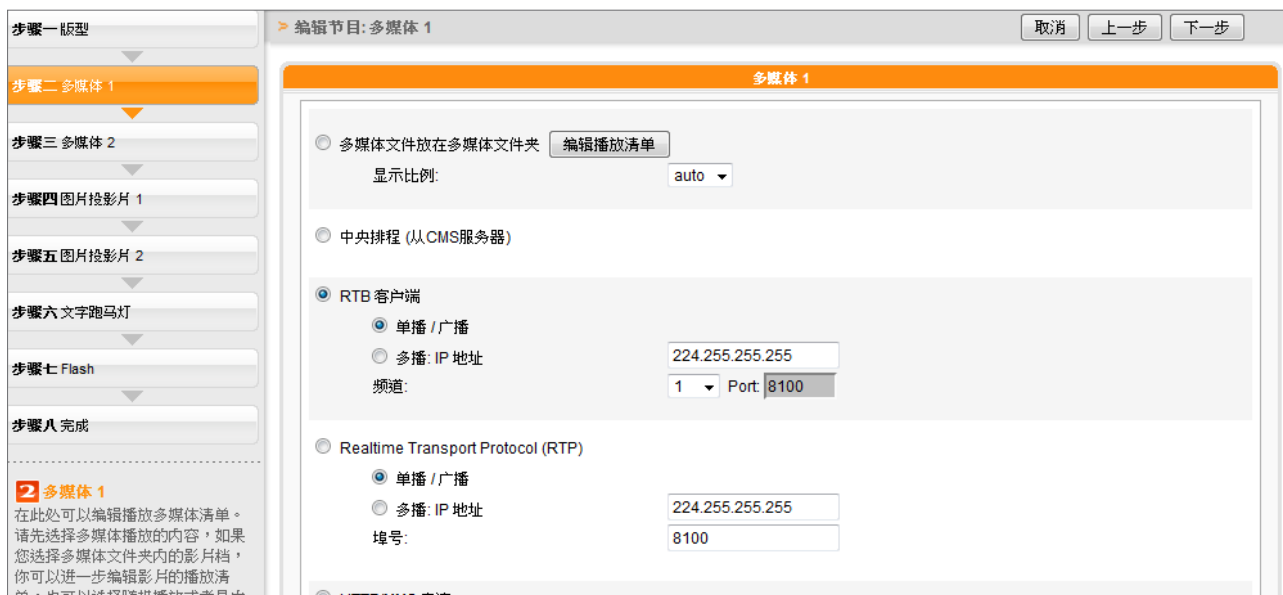 步骤一 版型
步骤二 多媒体 1
步骤三 多媒体 2
步骤四 图片投影片 1
步骤五 图片投影片 2
步骤六 文字跑马灯
步骤七 Flash
步骤八 完成
2 多媒体 1
在此处可以编辑播放多媒体清单。
请先选择多媒体播放的内容，如果
您选择多媒体文件夹内的影片档，
你可以进一步编辑影片的播放清
> 编辑节目: 多媒体 1
取消 上一步 下一步
多媒体 1
多媒体文件放在多媒体文件夹 编辑播放清单
显示比例: auto
中央排程 (从CMS服务器)
RTB 客户端
单播 / 广播
多播: IP 地址 224.255.255.255
频道: 1 Port: 8100
Realtime Transport Protocol (RTP)
单播 / 广播
多播: IP 地址 224.255.255.255
埠号: 8100